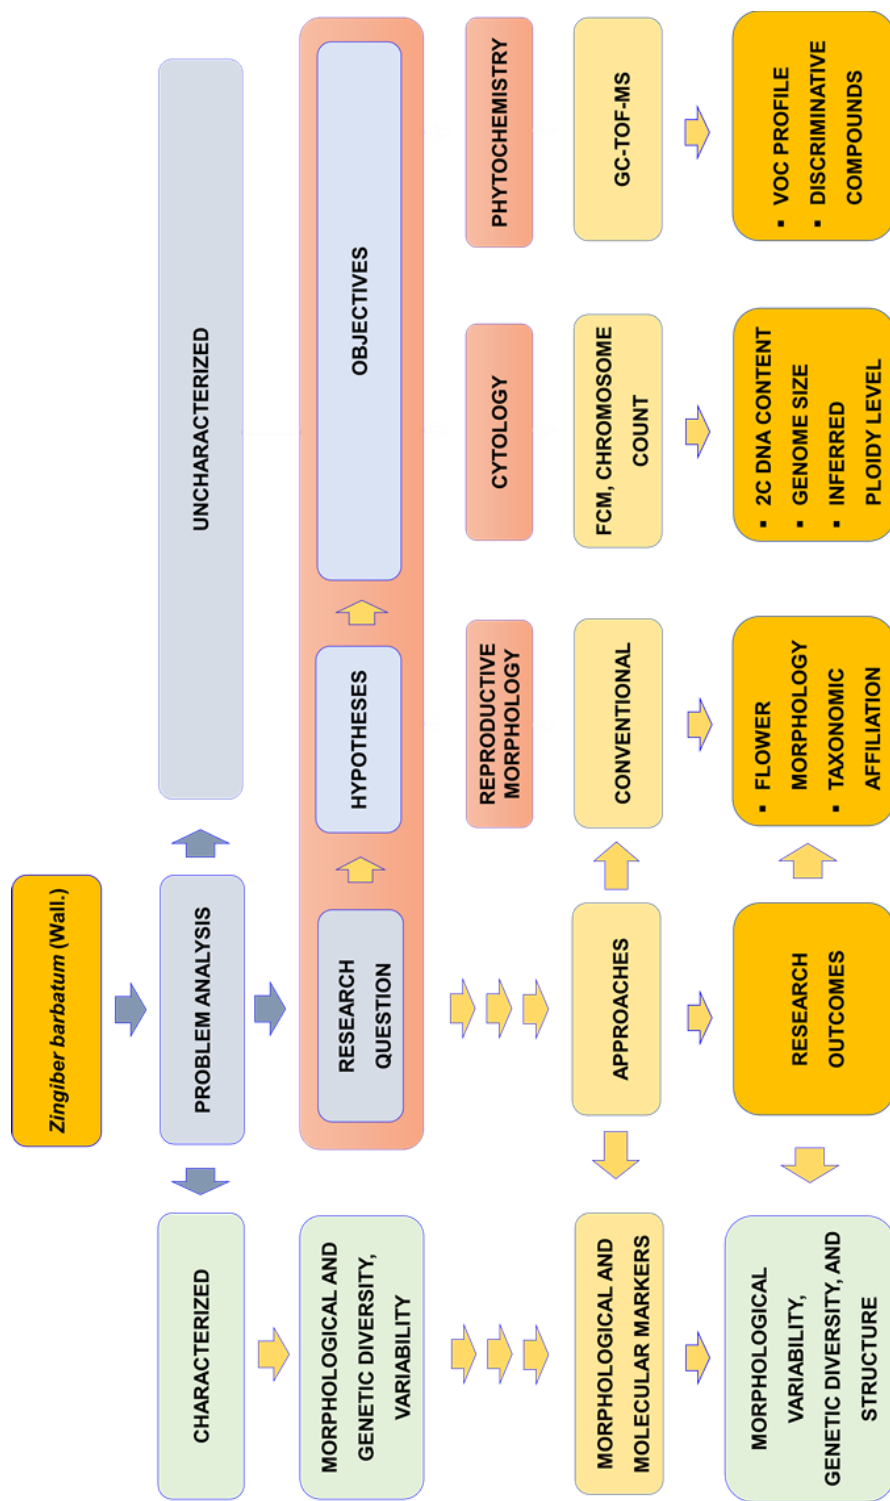 Zingiber barbatum (Wall.)
CHARACTERIZED
PROBLEM ANALYSIS
UNCHARACTERIZED
MORPHOLOGICAL AND
GENETIC DIVERSITY,
VARIABILITY
RESEARCH
QUESTION
HYPOTHESES
OBJECTIVES
REPRODUCTIVE
MORPHOLOGY
CYTOLOGY
PHYTOCHEMISTRY
MORPHOLOGICAL AND
MOLECULAR MARKERS
APPROACHES
CONVENTIONAL
FCM, CHROMOSOME
COUNT
GC-TOF-MS
MORPHOLOGICAL
VARIABILITY,
GENETIC DIVERSITY, AND
STRUCTURE
RESEARCH
OUTCOMES
▪ FLOWER
MORPHOLOGY
▪ TAXONOMIC
AFFILIATION
▪ 2C DNA CONTENT
▪ GENOME SIZE
▪ INFERRED
PLOIDY LEVEL
▪ VOC PROFILE
▪ DISCRIMINATIVE
COMPOUNDS